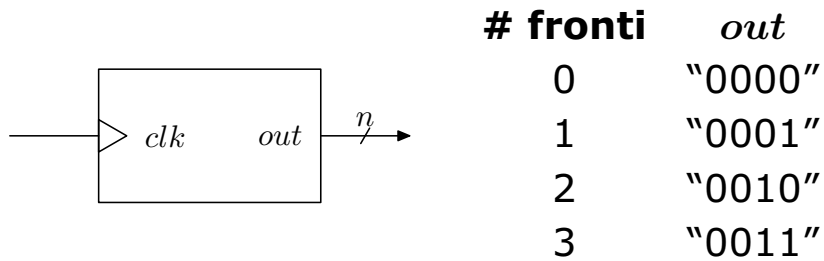 # fronti out
0 “0000”
n
clk out 1 “0001”
2 “0010”
3 “0011”